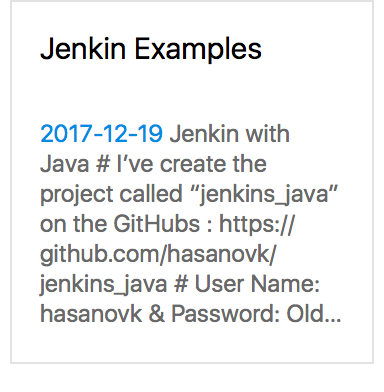 Jenkin Examples
2017-12-19 Jenkin with
Java # I’ve create the
project called “jenkins_java”
on the GitHubs : https://
github.com/hasanovk/
jenkins_java # User Name:
hasanovk & Password: Old...